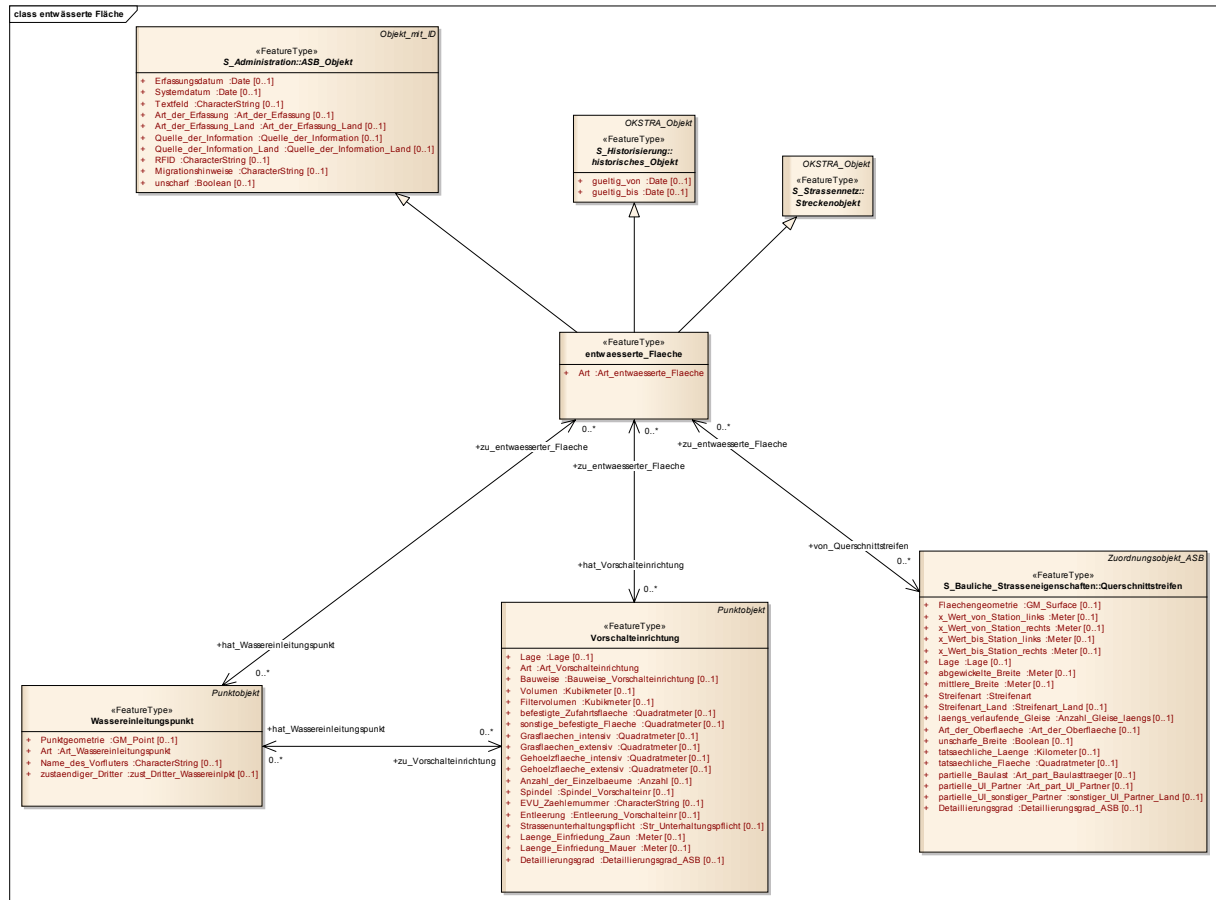 class entwässerte Fläche
Objekt_mit_ID
«FeatureType»
S_Administration::ASB_Objekt
+ Erfassungsdatum :Date [0..1]
+ Systemdatum :Date [0..1]
+ Textfeld :CharacterString [0..1]
+ Art_der_Erfassung :Art_der_Erfassung [0..1]
+ Art_der_Erfassung_Land :Art_der_Erfassung_Land [0..1]
+ Quelle_der_Information :Quelle_der_Information [0..1]
+ Quelle_der_Information_Land :Quelle_der_Information_Land [0..1]
+ RFID :CharacterString [0..1]
+ Migrationshinweise :CharacterString [0..1]
+ unscharf :Boolean [0..1]
OKSTRA_Objekt
«FeatureType»
S_Historisierung::
historisches_Objekt
+ gueltig_von :Date [0..1]
+ gueltig_bis :Date [0..1]
OKSTRA_Objekt
«FeatureType»
S_Strassennetz::
Streckenobjekt
«FeatureType»
entwaesserte_Flaeche
+ Art :Art_entwaesserte_Flaeche
0..*
0..*
0..*
+zu_entwaesserter_Flaeche
+zu_entwaesserte_Flaeche
+zu_entwaesserter_Flaeche
+von_Querschnittstreifen
0..*
+hat_Vorschalteinrichtung
0..*
+hat_Wassereinleitungspunkt
0..*
Punktobjekt
«FeatureType»
Wassereinleitungspunkt
+ Punktgeometrie :GM_Point [0..1]
+ Art :Art_Wassereinleitungspunkt
+ Name_des_Vorfluters :CharacterString [0..1]
+ zustaendiger_Dritter :zust_Dritter_Wassereinlpkt [0..1]
+hat_Wassereinleitungspunkt
0..*
0..*
+zu_Vorschalteinrichtung
Punktobjekt
«FeatureType»
Vorschalteinrichtung
+ Lage :Lage [0..1]
+ Art :Art_Vorschalteinrichtung
+ Bauweise :Bauweise_Vorschalteinrichtung [0..1]
+ Volumen :Kubikmeter [0..1]
+ Filtervolumen :Kubikmeter [0..1]
+ befestigte_Zufahrtsflaeche :Quadratmeter [0..1]
+ sonstige_befestigte_Flaeche :Quadratmeter [0..1]
+ Grasflaechen_intensiv :Quadratmeter [0..1]
+ Grasflaechen_extensiv :Quadratmeter [0..1]
+ Gehoelzflaeche_intensiv :Quadratmeter [0..1]
+ Gehoelzflaeche_extensiv :Quadratmeter [0..1]
+ Anzahl_der_Einzelbaeume :Anzahl [0..1]
+ Spindel :Spindel_Vorschalteinr [0..1]
+ EVU_Zaehlernummer :CharacterString [0..1]
+ Entleerung :Entleerung_Vorschalteinr [0..1]
+ Strassenunterhaltungspflicht :Str_Unterhaltungspflicht [0..1]
+ Laenge_Einfriedung_Zaun :Meter [0..1]
+ Laenge_Einfriedung_Mauer :Meter [0..1]
+ Detaillierungsgrad :Detaillierungsgrad_ASB [0..1]
Zuordnungsobjekt_ASB
«FeatureType»
S_Bauliche_Strasseneigenschaften::Querschnittstreifen
+ Flaechengeometrie :GM_Surface [0..1]
+ x_Wert_von_Station_links :Meter [0..1]
+ x_Wert_von_Station_rechts :Meter [0..1]
+ x_Wert_bis_Station_links :Meter [0..1]
+ x_Wert_bis_Station_rechts :Meter [0..1]
+ Lage :Lage [0..1]
+ abgewickelte_Breite :Meter [0..1]
+ mittlere_Breite :Meter [0..1]
+ Streifenart :Streifenart
+ Streifenart_Land :Streifenart_Land [0..1]
+ laengs_verlaufende_Gleise :Anzahl_Gleise_laengs [0..1]
+ Art_der_Oberflaeche :Art_der_Oberflaeche [0..1]
+ unscharfe_Breite :Boolean [0..1]
+ tatsaechliche_Laenge :Kilometer [0..1]
+ tatsaechliche_Flaeche :Quadratmeter [0..1]
+ partielle_Baulast :Art_part_Baulasttraeger [0..1]
+ partielle_UI_Partner :Art_part_UI_Partner [0..1]
+ partielle_UI_sonstiger_Partner :sonstiger_UI_Partner_Land [0..1]
+ Detaillierungsgrad :Detaillierungsgrad_ASB [0..1]